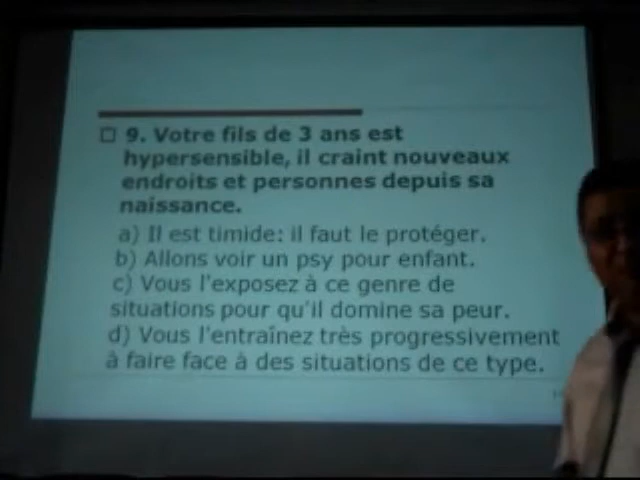 9. Votre fils de 3 ans est
hypersensible, il craint nouveaux
endroits et personnes depuis sa
naissance.
a) Il est timide: il faut le protéger.
b) Allons voir un psy pour enfant.
c) Vous l'exposez à ce genre de
situations pour qu'il domine sa peur.
d) Vous l'entraînez très progressivement
à faire face à des situations de ce type.